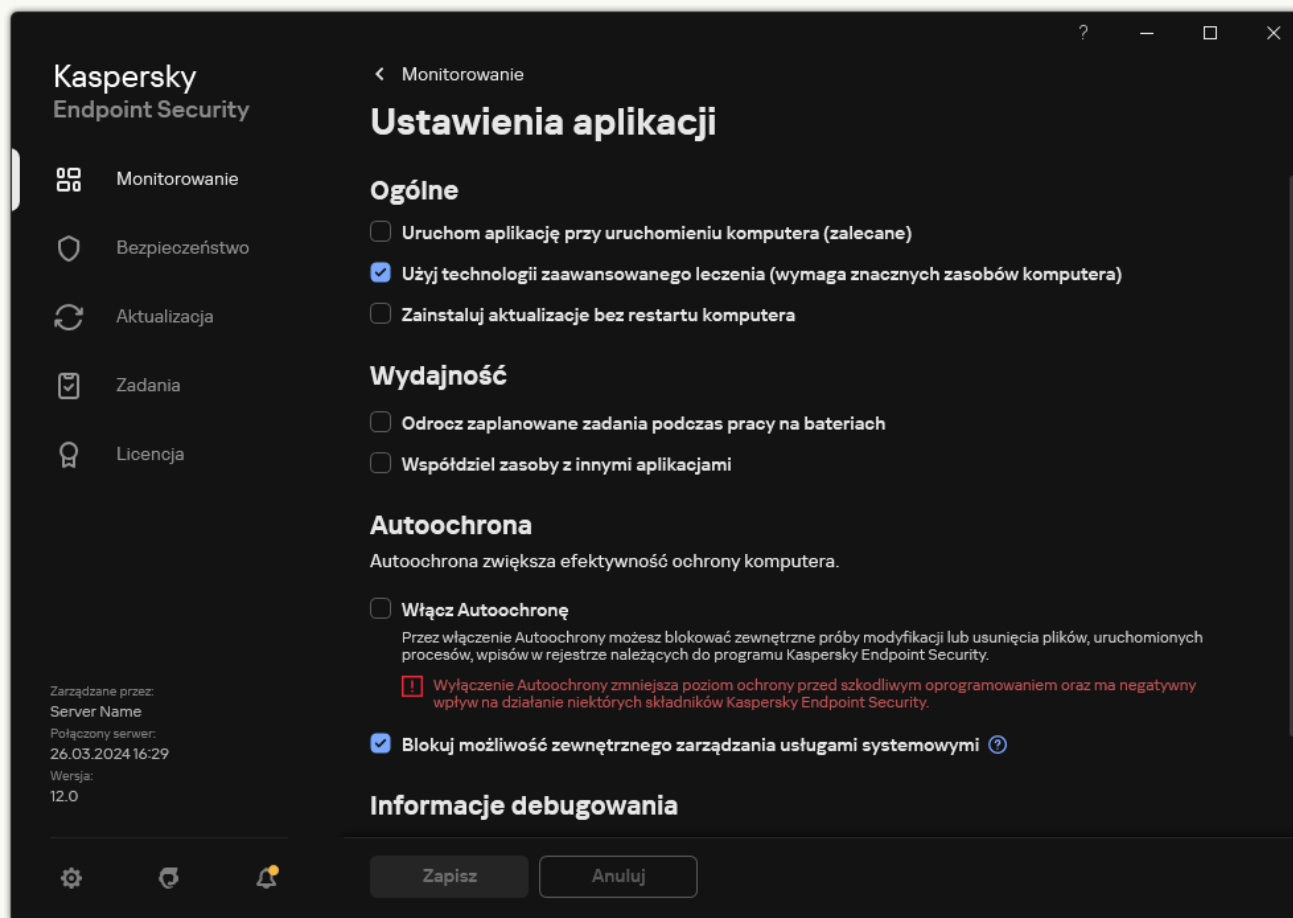 ?
Kaspersky
Endpoint Security
Monitorowanie
Bezpieczeństwo
Aktualizacja
Zadania
Licencja
Zarządzane przez:
Server Name
Połączony serwer:
26.03.2024 16:29
Wersja:
12.0
Monitorowanie
Ustawienia aplikacji
Ogólne
Uruchom aplikację przy uruchomieniu komputera (zalecane)
Użyj technologii zaawansowanego leczenia (wymaga znacznych zasobów komputera)
Zainstaluj aktualizacje bez restartu komputera
Wydajność
Odrocz zaplanowane zadania podczas pracy na bateriach
Współdziel zasoby z innymi aplikacjami
Autoochrona
Autoochrona zwiększa efektywność ochrony komputera.
Włącz Autoochronę
Przez włączenie Autoochrony możesz blokować zewnętrzne próby modyfikacji lub usunięcia plików, uruchomionych
procesów, wpisów w rejestrze należących do programu Kaspersky Endpoint Security.
Wyłączenie Autoochrony zmniejsza poziom ochrony przed szkodliwym oprogramowaniem oraz ma negatywny
wpływ na działanie niektórych składników Kaspersky Endpoint Security.
Blokuj możliwość zewnętrznego zarządzania usługami systemowymi ?
Informacje debugowania
Zapisz
Anuluj